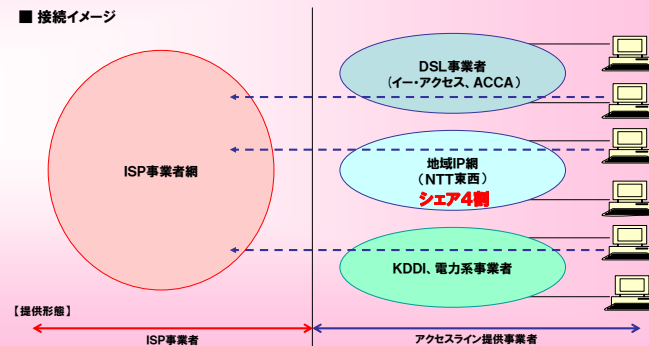 ■ 接続イメージ
DSL事業者
（イー・アクセス、ACCA）
ISP事業者網
地域IP網
（NTT東西）
シェア4割
KDDI、電力系事業者
【提供形態】
ISP事業者
アクセスライン提供事業者